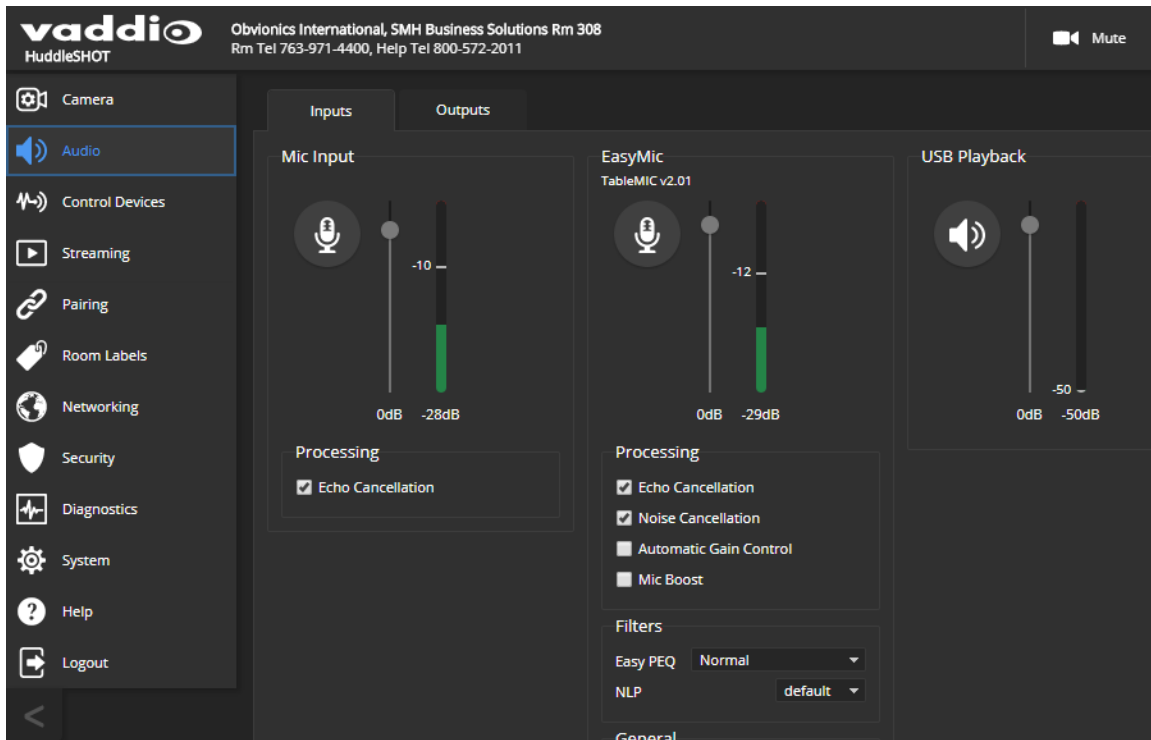 vaddio
HuddleSHOT
Obvionics International, SMH Business Solutions Rm 308
Rm Tel 763-971-4400, Help Tel 800-572-2011
Mute
Camera
Audio
Control Devices
Streaming
Pairing
Room Labels
Networking
Security
Diagnostics
System
Help
Logout
<
Inputs
Outputs
Mic Input
-10
0dB -28dB
Processing
Echo Cancellation
EasyMic
TableMIC v2.01
-12
0dB -29dB
Processing
Echo Cancellation
Noise Cancellation
Automatic Gain Control
Mic Boost
Filters
Easy PEQ Normal
NLP default
General
USB Playback
-50
0dB -50dB